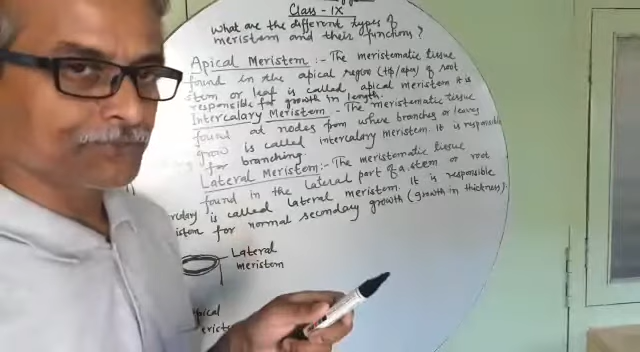 Class - IX
What are the different types of
meristem and their functions?
Apical Meristem :- The meristematic tissue
found in the apical region (tip/apex) of root
stem or leaf is called apical meristem it is
responsible for growth in length.
Intercalary Meristem :- The meristematic tissue
found at nodes from where branches or leaves
grow is called intercalary meristem. It is responsible
for branching.
Lateral Meristem:- The meristematic tissue
found in the lateral part of a stem or root
is called lateral meristem. It is responsible
for normal secondary growth (growth in thickness).
Lateral
meristem